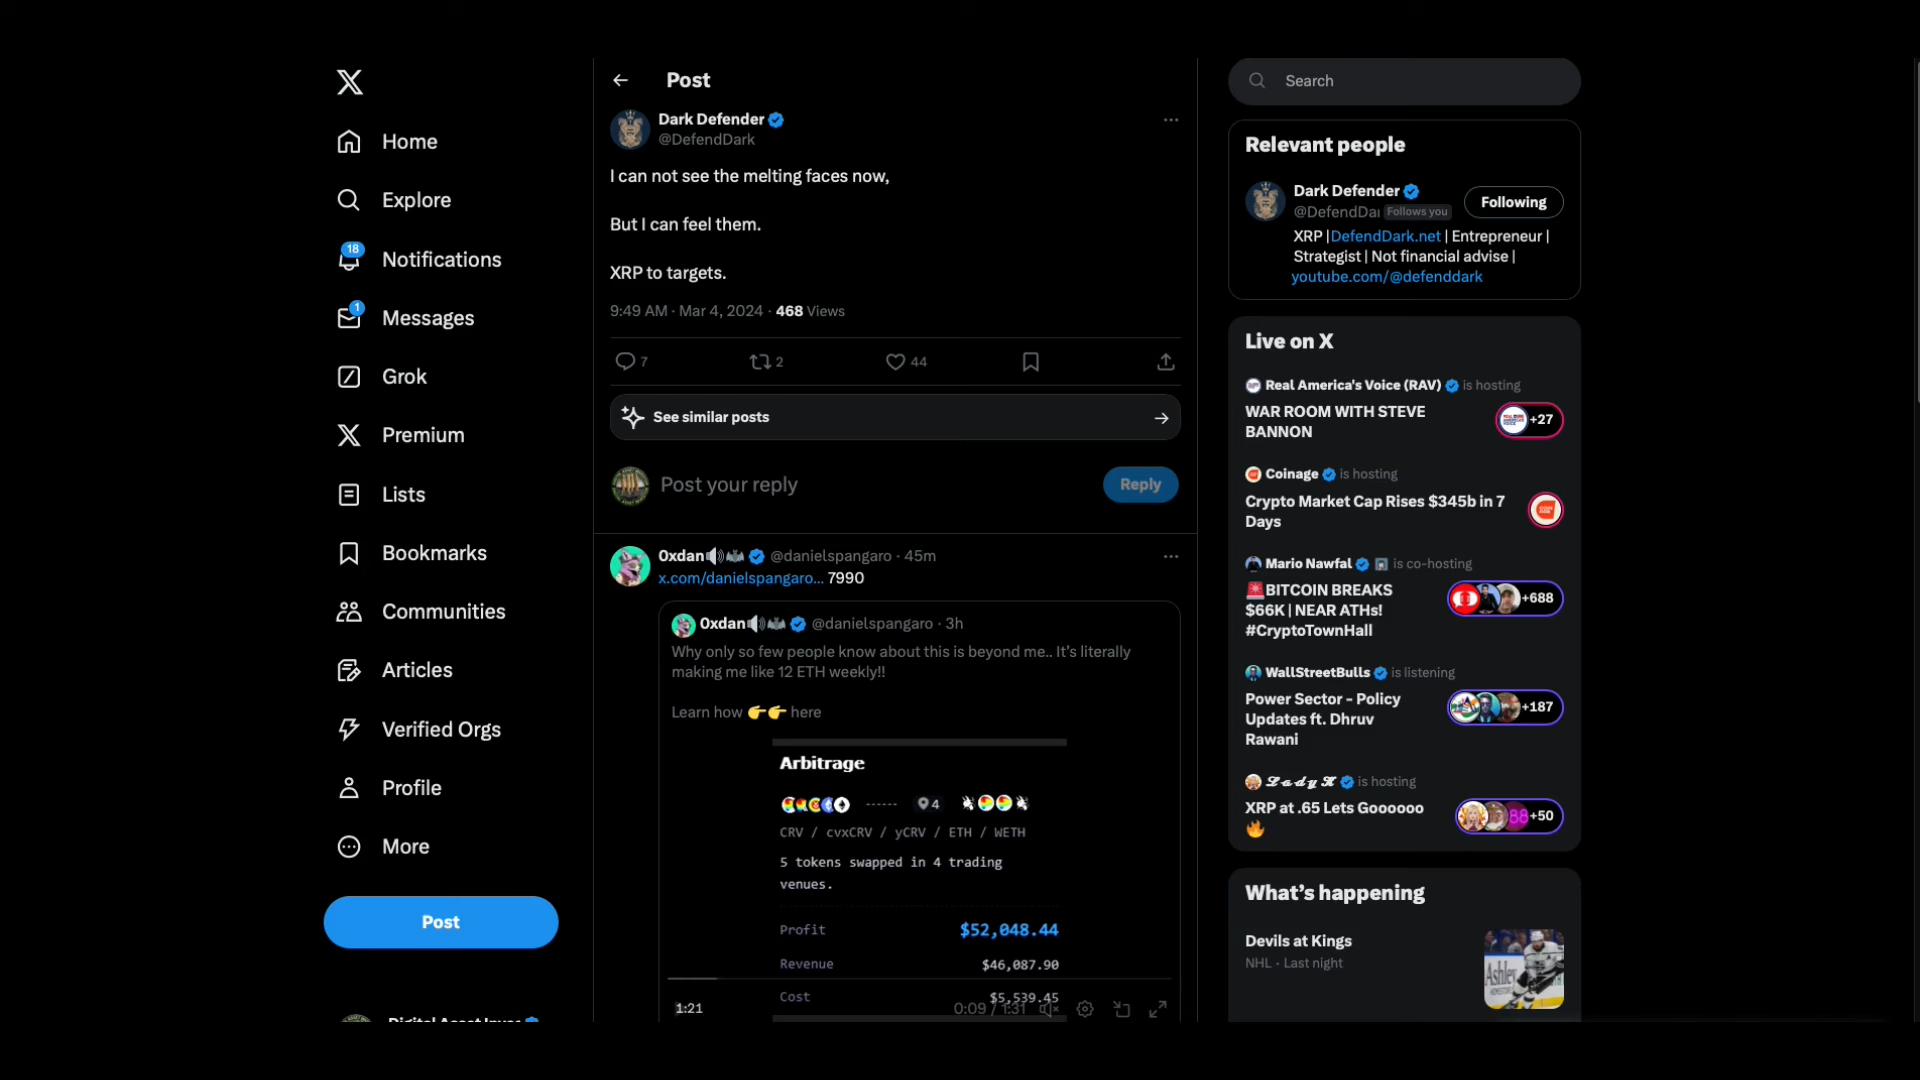 Home
Explore
18
Notifications
1
Messages
Grok
Premium
Lists
Bookmarks
Communities
Articles
Verified Orgs
Profile
More
Post
Post
Dark Defender
@DefendDark
I can not see the melting faces now,
But I can feel them.
XRP to targets.
9:49 AM · Mar 4, 2024 · 468 Views
7
2
44
See similar posts
Post your reply
Reply
0xdan🔊🦇 @danielspangaro · 45m
x.com/danielspangaro... 7990
0xdan🔊🦇 @danielspangaro · 3h
Why only so few people know about this is beyond me.. It's literally
making me like 12 ETH weekly!!
Learn how 👉👉 here
Arbitrage
4
CRV / cvxCRV / yCRV / ETH / WETH
5 tokens swapped in 4 trading
venues.
Profit $52,048.44
Revenue $46,087.90
Cost $5,539.45
1:21
0:09 / 1:31
Search
Relevant people
Dark Defender
@DefendDa Follows you
Following
XRP |DefendDark.net | Entrepreneur |
Strategist | Not financial advise |
youtube.com/@defenddark
Live on X
Real America's Voice (RAV) is hosting
WAR ROOM WITH STEVE
BANNON
+27
Coinage is hosting
Crypto Market Cap Rises $345b in 7
Days
Mario Nawfal is co-hosting
🚨BITCOIN BREAKS
$66K | NEAR ATHs!
#CryptoTownHall
+688
WallStreetBulls is listening
Power Sector - Policy
Updates ft. Dhruv
Rawani
+187
𝓛𝓪𝓭𝔂 𝓧 is hosting
XRP at .65 Lets Goooooo
🔥
+50
What's happening
Devils at Kings
NHL · Last night
Ashley